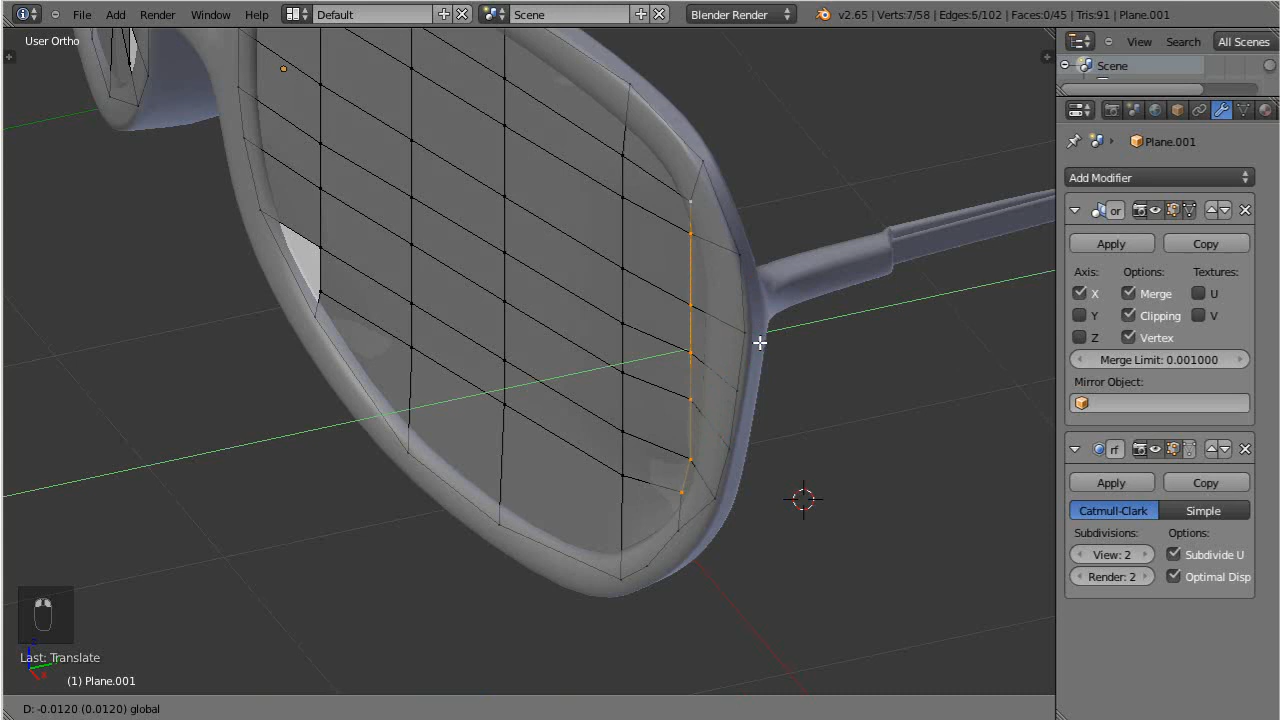 File Add Render Window Help Default Scene Blender Render v2.65 | Verts:7/58 | Edges:6/102 | Faces:0/45 | Tris:91 | Plane.001
User Ortho
View Search All Scenes
Scene
Plane.001
Add Modifier
or
Apply Copy
Axis: Options: Textures:
X Merge U
Y Clipping V
Z Vertex
Merge Limit: 0.001000
Mirror Object:
rf
Apply Copy
Catmull-Clark Simple
Subdivisions: Options:
View: 2 Subdivide U
Render: 2 Optimal Disp
Last: Translate
(1) Plane.001
D: -0.0120 (0.0120) global